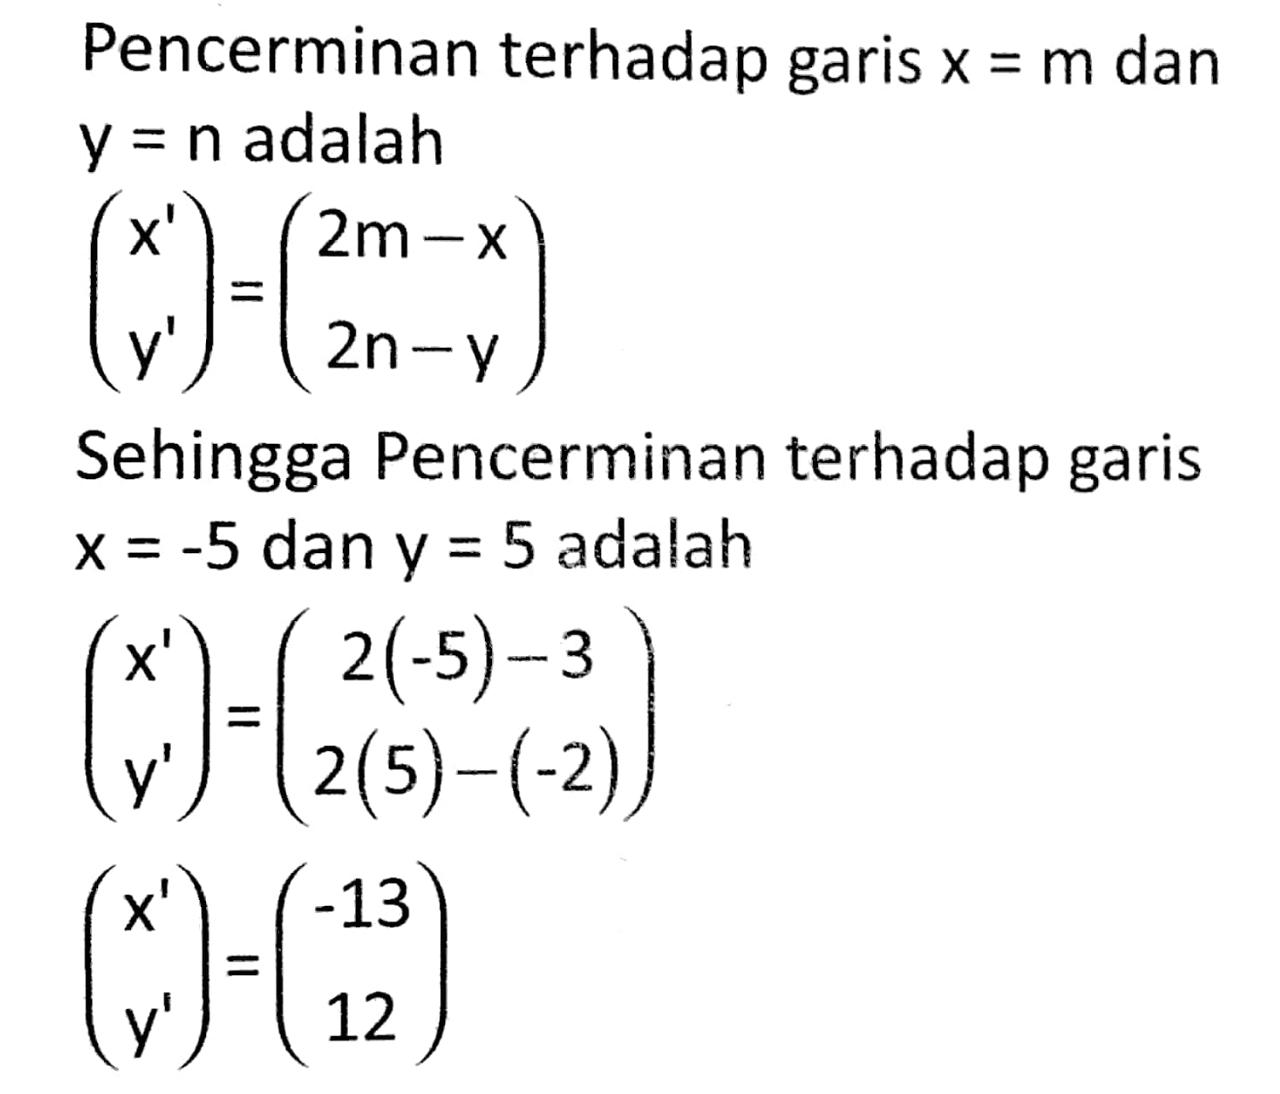 Pencerminan terhadap garis x = m dan
y = n adalah
(x' y') = (2m – x 2n – y)
Sehingga Pencerminan terhadap garis
x = -5 dan y = 5 adalah
(x' y') = (2(-5) – 3 2(5) – (-2))
(x' y') = (-13 12)